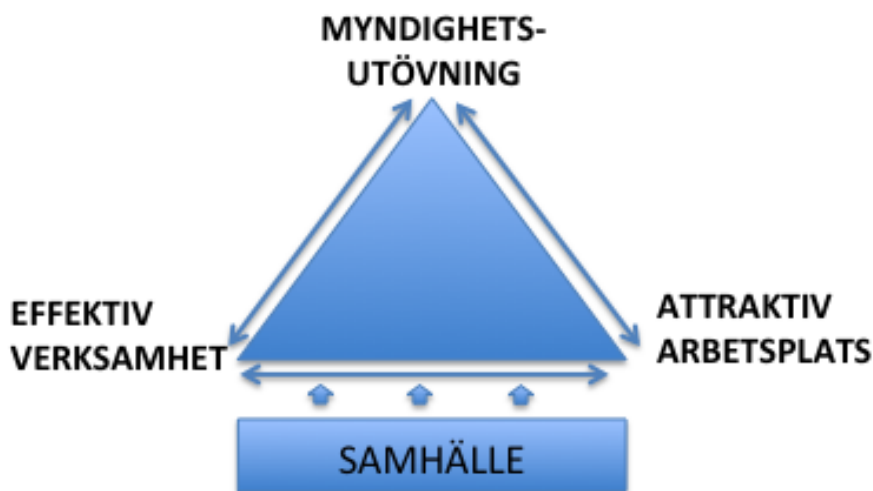 MYNDIGHETS-
UTÖVNING
EFFEKTIV
VERKSAMHET
ATTRAKTIV
ARBETSPLATS
SAMHÄLLE